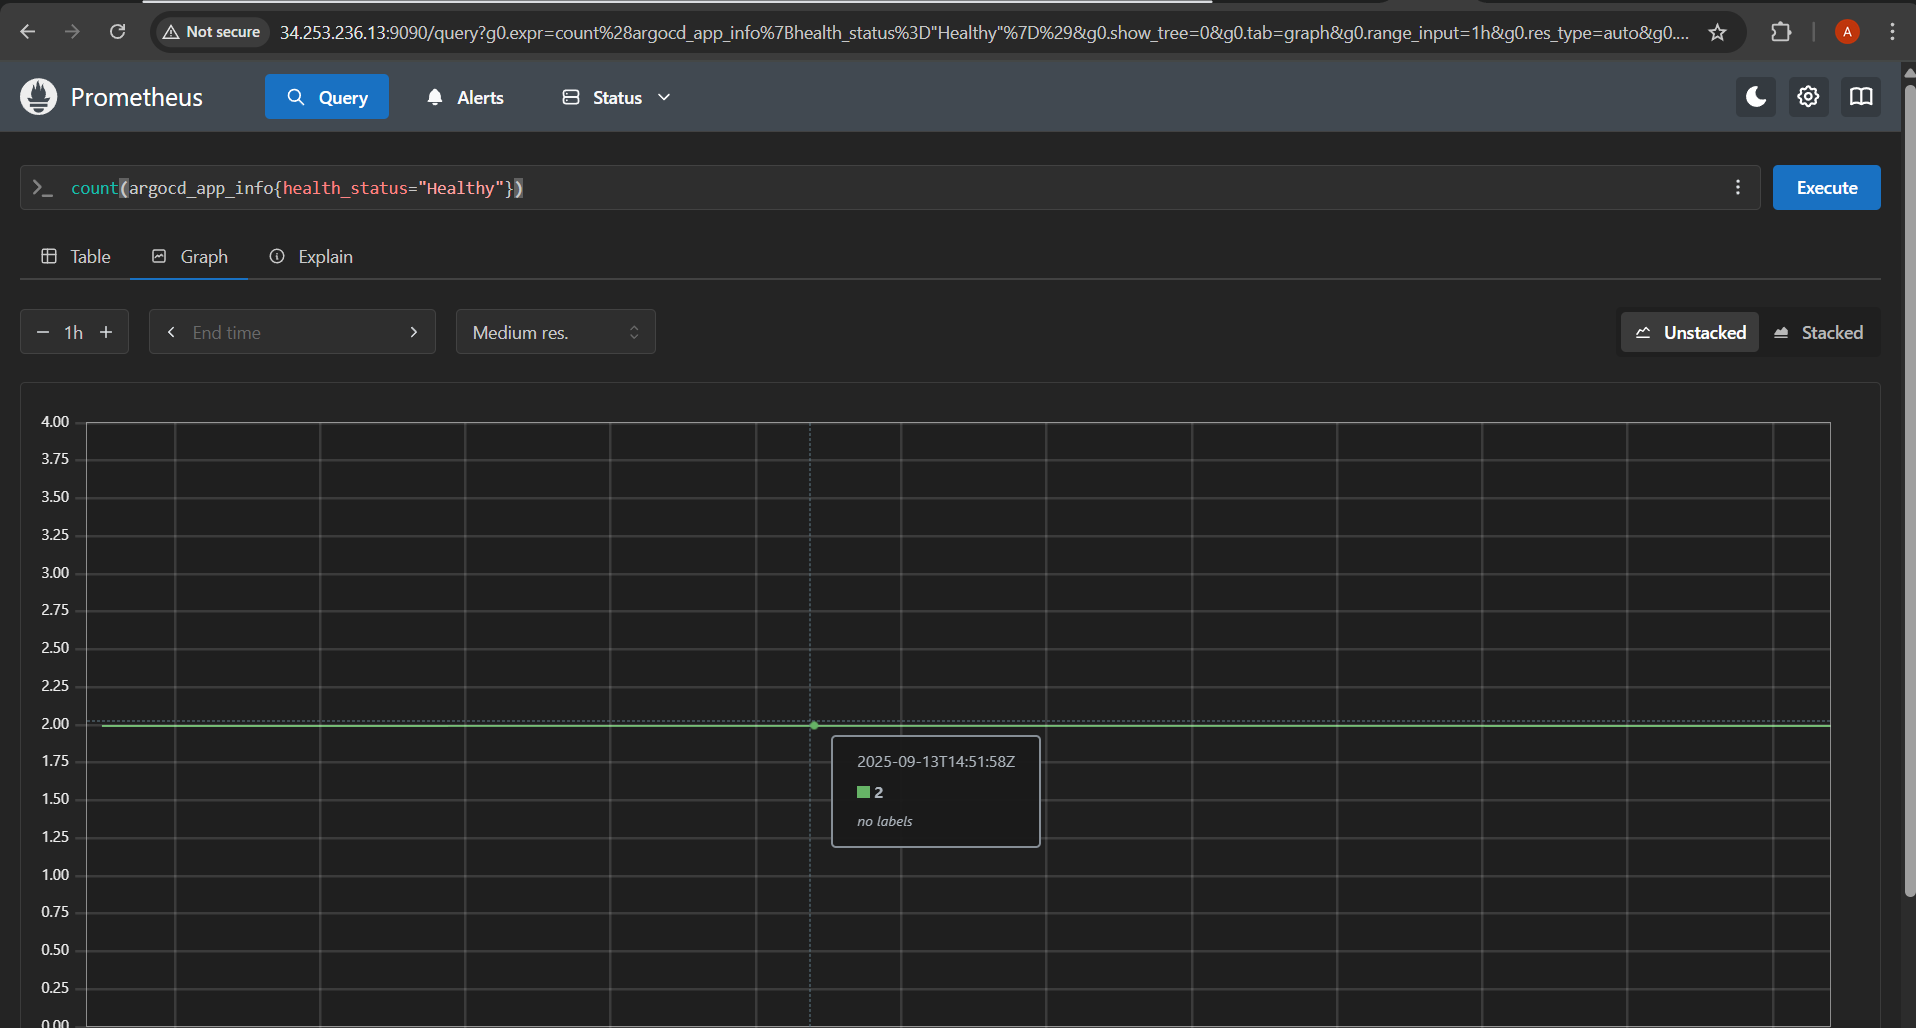 Not secure 34.253.236.13:9090/query?g0.expr=count%28argocd_app_info%7Bhealth_status%3D"Healthy"%7D%29&g0.show_tree=0&g0.tab=graph&g0.range_input=1h&g0.res_type=auto&g0.... A
Prometheus Query Alerts Status
>_ count(argocd_app_info{health_status="Healthy"}) Execute
Table Graph Explain
− 1h + < End time > Medium res. Unstacked Stacked
4.00
3.75
3.50
3.25
3.00
2.75
2.50
2.25
2.00
1.75
1.50
1.25
1.00
0.75
0.50
0.25
0.00
2025-09-13T14:51:58Z
2
no labels